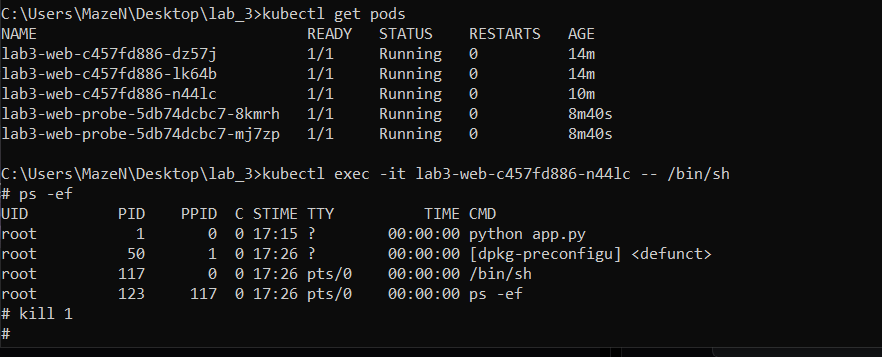 C:\Users\MazeN\Desktop\lab_3>kubectl get pods
NAME                          READY   STATUS    RESTARTS   AGE
lab3-web-c457fd886-dz57j      1/1     Running   0          14m
lab3-web-c457fd886-lk64b      1/1     Running   0          14m
lab3-web-c457fd886-n44lc      1/1     Running   0          10m
lab3-web-probe-5db74dcbc7-8kmrh   1/1     Running   0          8m40s
lab3-web-probe-5db74dcbc7-mj7zp   1/1     Running   0          8m40s
C:\Users\MazeN\Desktop\lab_3>kubectl exec -it lab3-web-c457fd886-n44lc -- /bin/sh
# ps -ef
UID          PID    PPID  C STIME TTY          TIME CMD
root           1       0  0 17:15 ?        00:00:00 python app.py
root          50       1  0 17:26 ?        00:00:00 [dpkg-preconfigu] <defunct>
root         117       0  0 17:26 pts/0    00:00:00 /bin/sh
root         123     117  0 17:26 pts/0    00:00:00 ps -ef
# kill 1
#